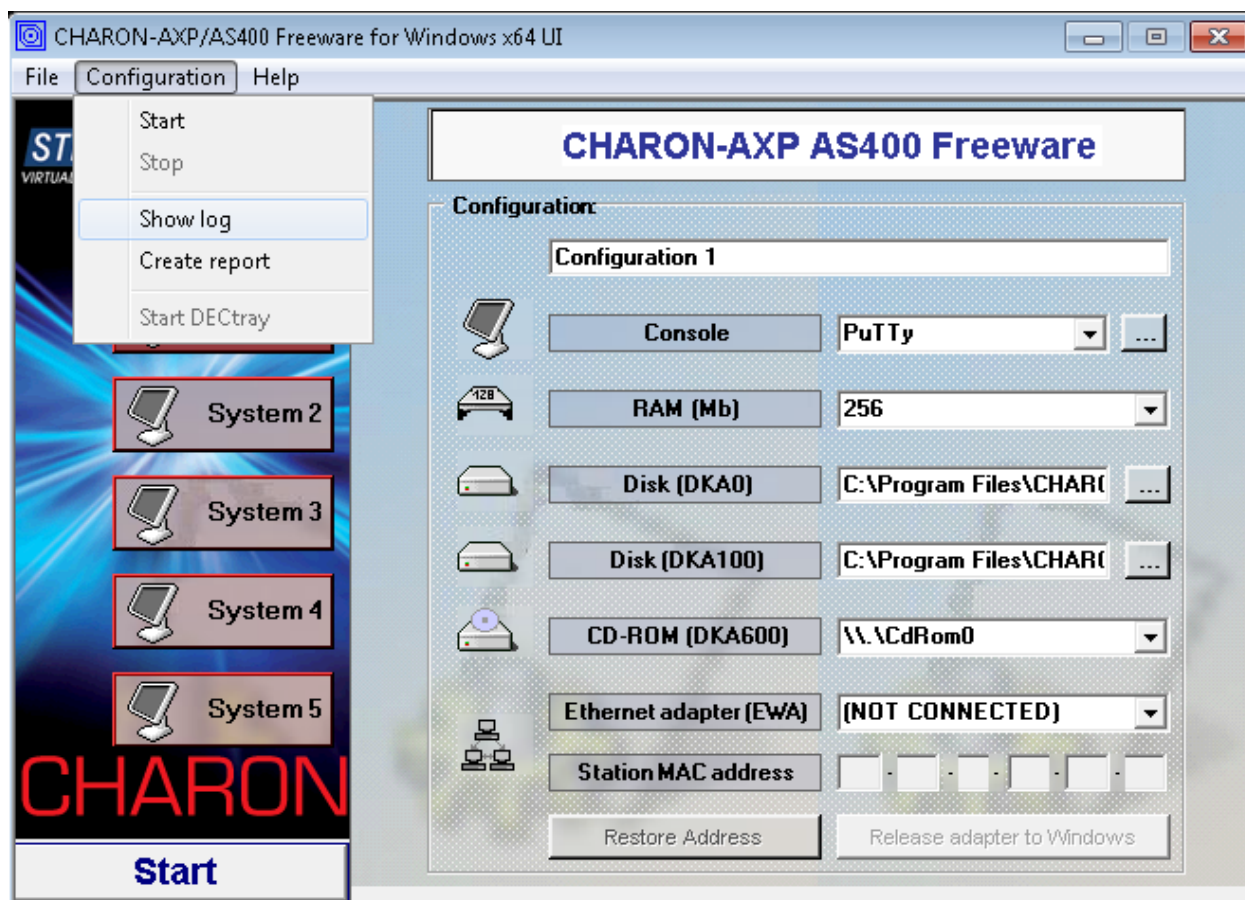 CHARON-AXP/AS400 Freeware for Windows x64 UI
File Configuration Help
Start
Stop
Show log
Create report
Start DECtray
CHARON-AXP AS400 Freeware
Configuration:
Configuration 1
Console PuTTy ...
128
RAM (Mb) 256
Disk (DKA0) C:\Program Files\CHAR ...
Disk (DKA100) C:\Program Files\CHAR ...
CD-ROM (DKA600) \\.\CdRom0
Ethernet adapter (EWA) (NOT CONNECTED)
Station MAC address - - - - -
Restore Address Release adapter to Windows
ST
VIRTUA
System 2
System 3
System 4
System 5
CHARON
Start